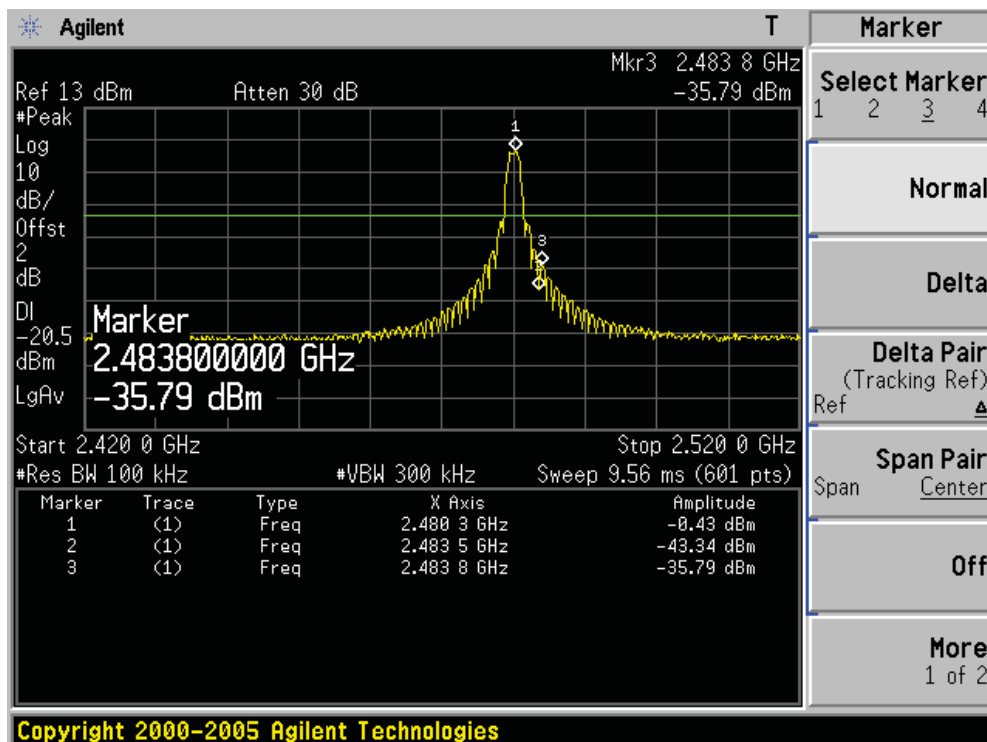 Agilent T
Mkr3 2.483 8 GHz
Ref 13 dBm Atten 30 dB -35.79 dBm
#Peak
Log
10
dB/
Offst
2
dB
DI
-20.5
dBm
LgAv
1
3
Marker
2.483800000 GHz
-35.79 dBm
Start 2.420 0 GHz Stop 2.520 0 GHz
#Res BW 100 kHz #VBW 300 kHz Sweep 9.56 ms (601 pts)
Marker Trace Type X Axis Amplitude
1 (1) Freq 2.480 3 GHz -0.43 dBm
2 (1) Freq 2.483 5 GHz -43.34 dBm
3 (1) Freq 2.483 8 GHz -35.79 dBm
Marker
Select Marker
1 2 3 4
Normal
Delta
Delta Pair
(Tracking Ref)
Ref Δ
Span Pair
Span Center
Off
More
1 of 2
Copyright 2000-2005 Agilent Technologies